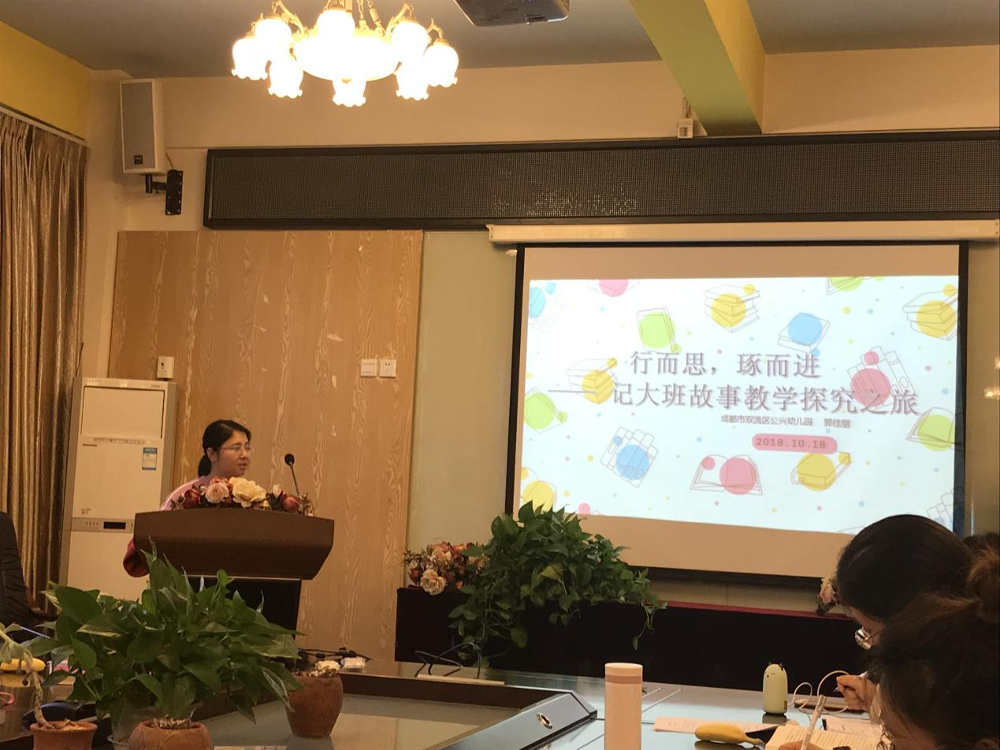 行而思，琢而进
—— 记大班故事教学探究之旅
成都市双流区公兴幼儿园 郭佳丽
2018.10.18